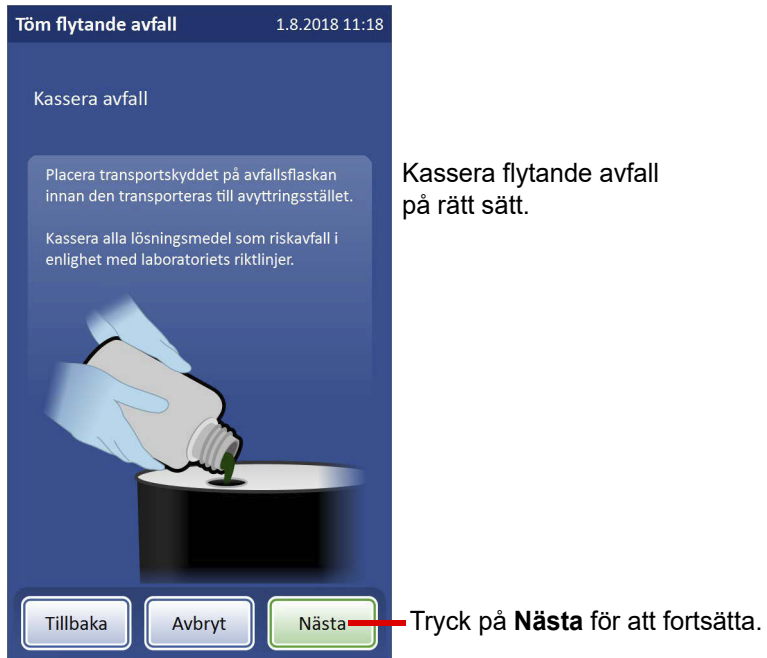 Töm flytande avfall 1.8.2018 11:18
Kassera avfall
Placera transportskyddet på avfallsflaskan
innan den transporteras till avyttringsstället.
Kassera alla lösningsmedel som riskavfall i
enlighet med laboratoriets riktlinjer.
Kassera flytande avfall
på rätt sätt.
Tillbaka Avbryt Nästa
Tryck på Nästa för att fortsätta.